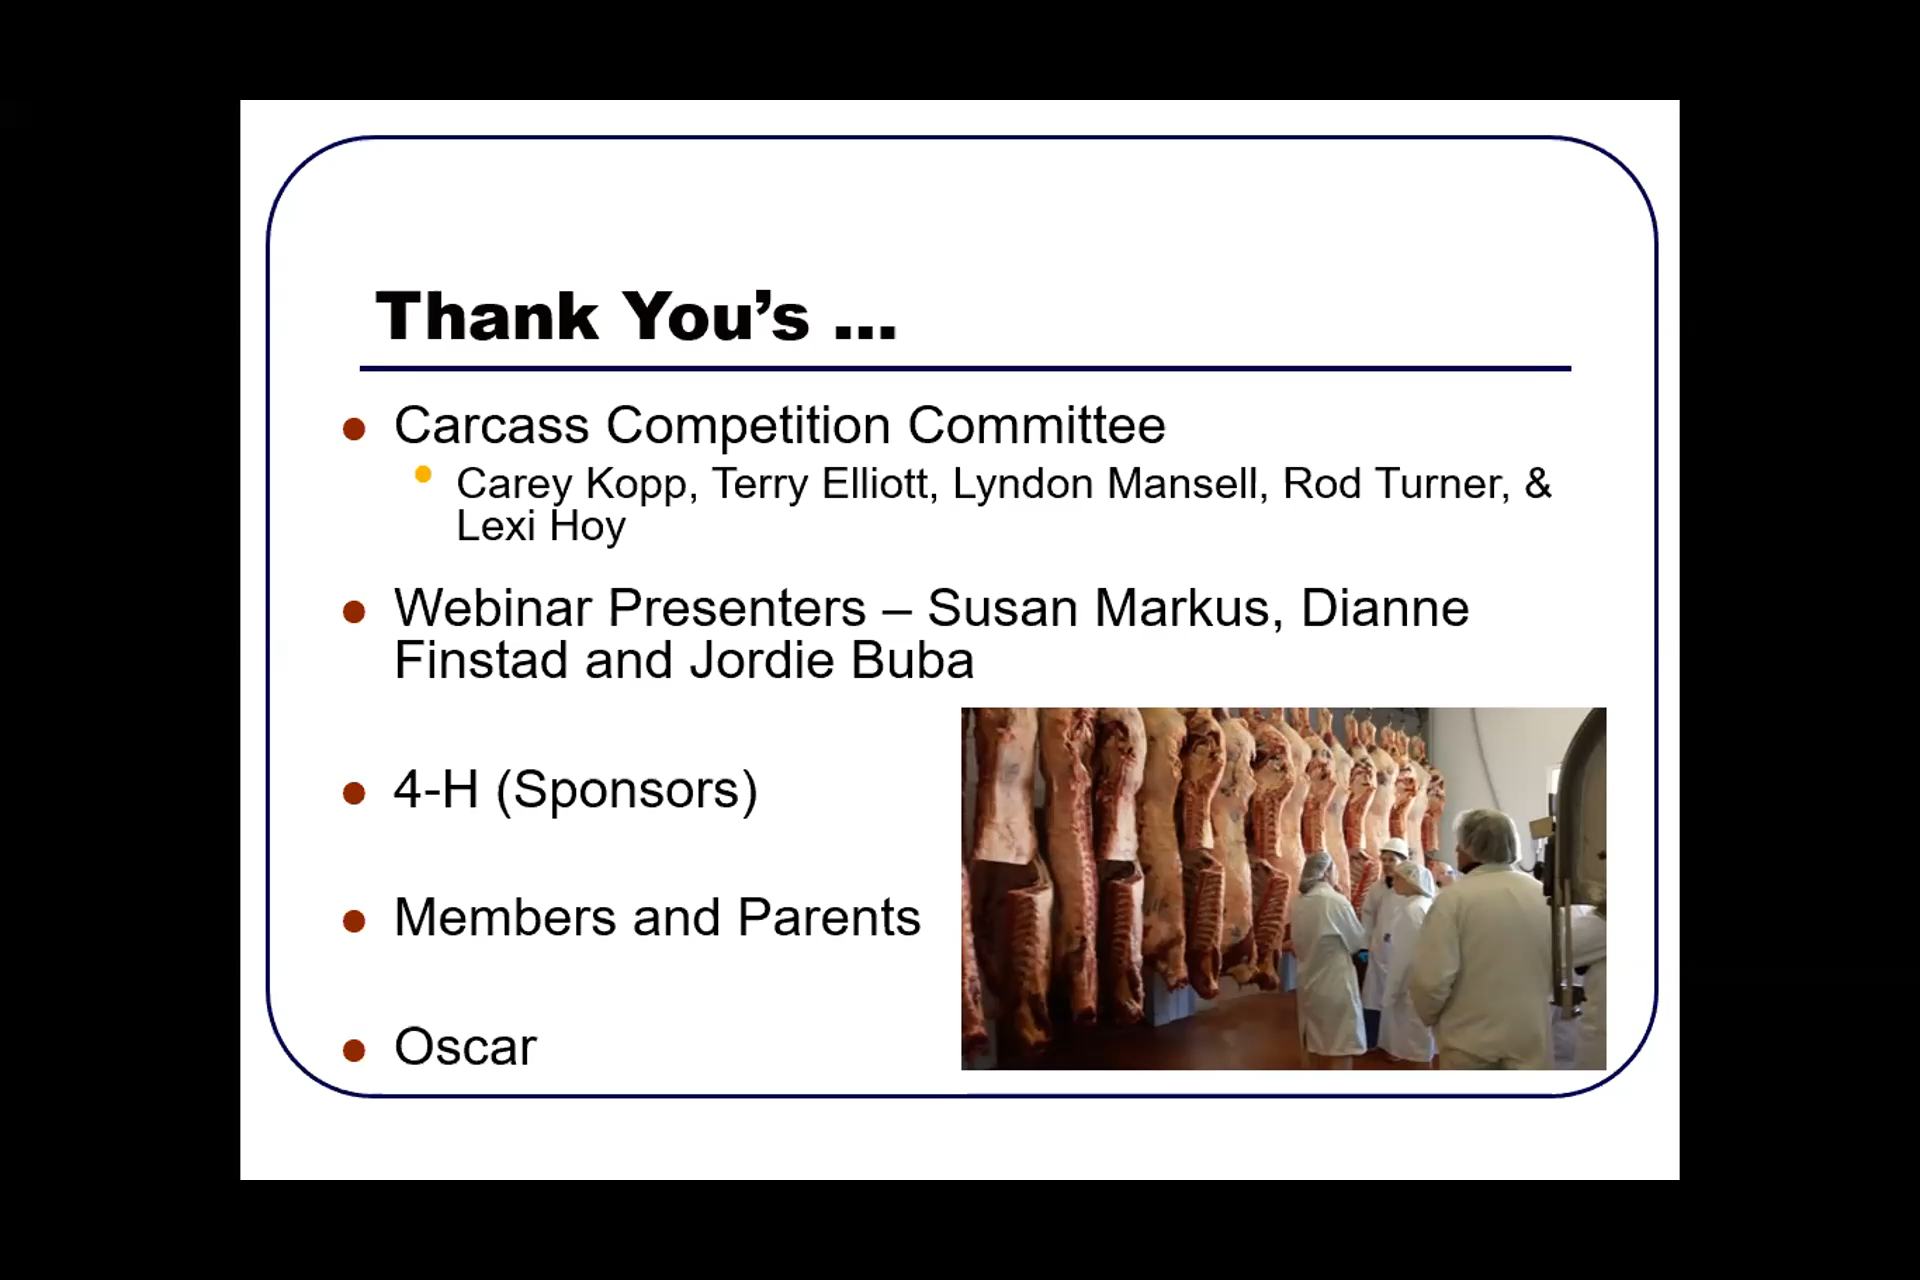 Thank You’s ...
Carcass Competition Committee
Carey Kopp, Terry Elliott, Lyndon Mansell, Rod Turner, &
Lexi Hoy
Webinar Presenters – Susan Markus, Dianne
Finstad and Jordie Buba
4-H (Sponsors)
Members and Parents
Oscar